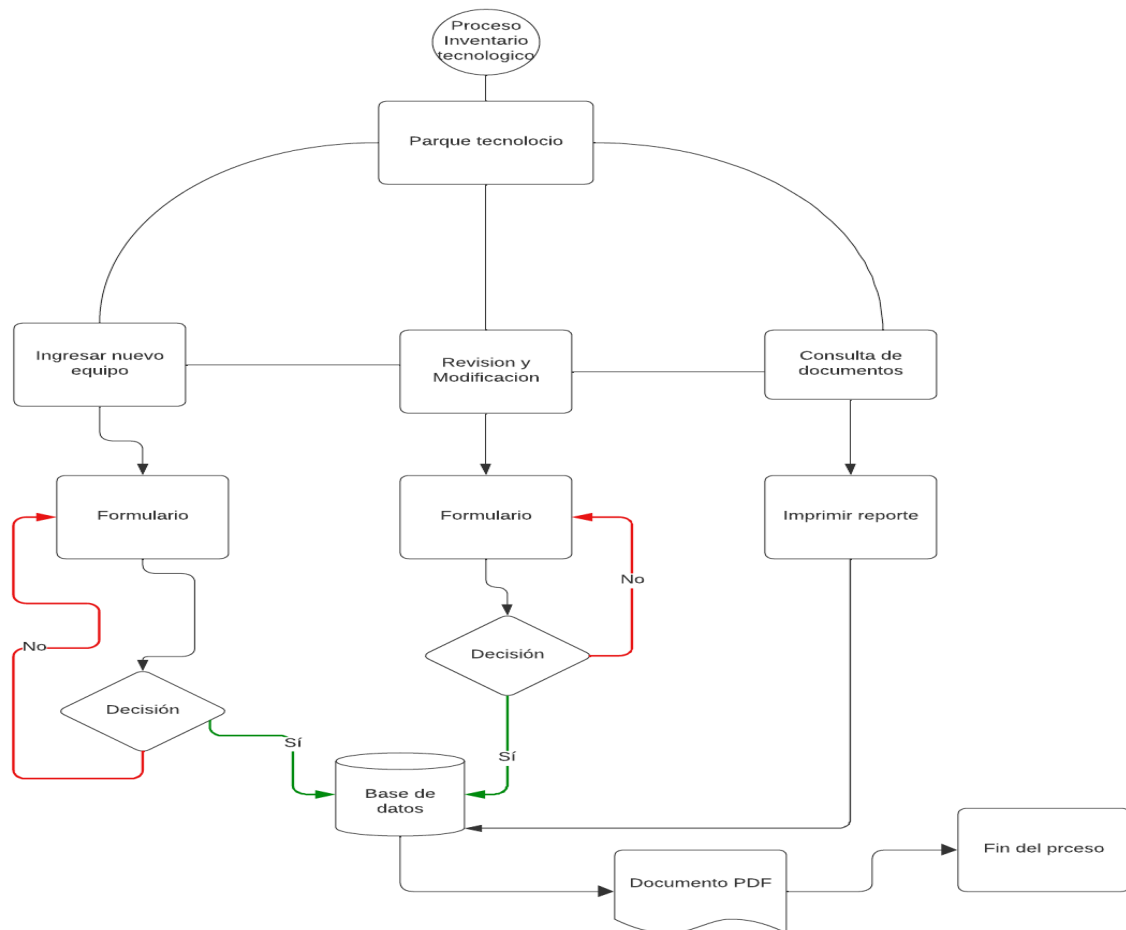 Proceso
Inventario
tecnologico
Parque tecnolocio
Ingresar nuevo
equipo
Revision y
Modificacion
Consulta de
documentos
Formulario
Formulario
Imprimir reporte
No
No
Decisión
Decisión
Sí
Sí
Base de
datos
Documento PDF
Fin del prceso